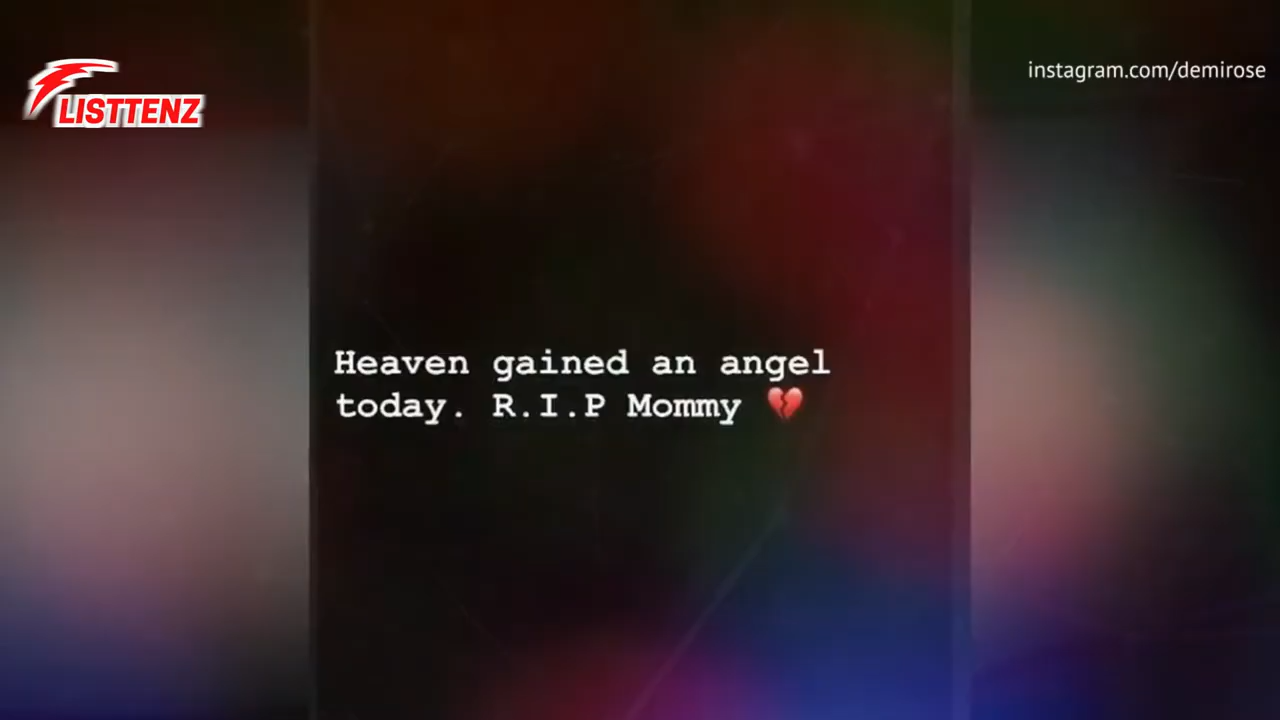 LISTTENZ
instagram.com/demirose
Heaven gained an angel
today. R.I.P Mommy 💔